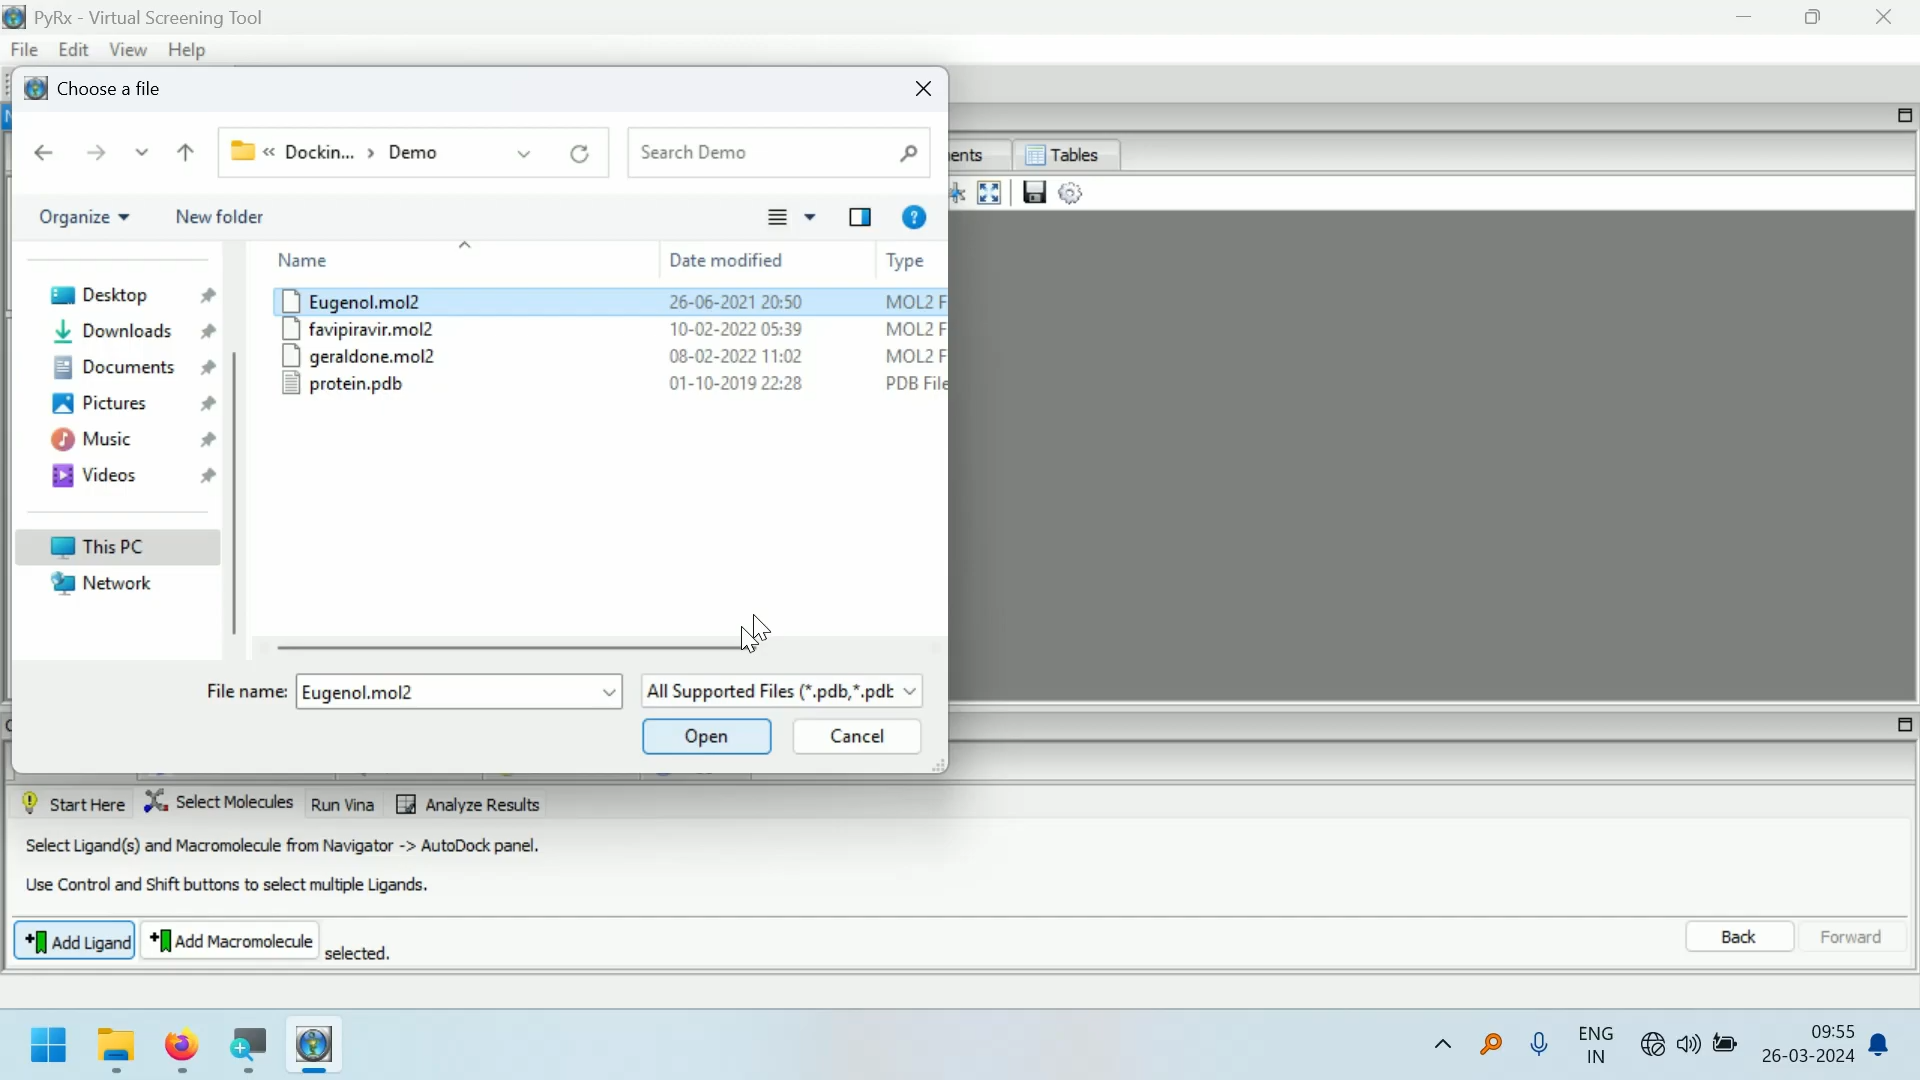 PyRx - Virtual Screening Tool
File Edit View Help
Choose a file
« Dockin... › Demo
Search Demo
Organize
New folder
Name Date modified Type
Desktop
Downloads
Documents
Pictures
Music
Videos
This PC
Network
Eugenol.mol2 26-06-2021 20:50 MOL2 F
favipiravir.mol2 10-02-2022 05:39 MOL2 F
geraldone.mol2 08-02-2022 11:02 MOL2 F
protein.pdb 01-10-2019 22:28 PDB File
File name: Eugenol.mol2 All Supported Files (*.pdb,*.pdb
Open Cancel
ents Tables
Start Here Select Molecules Run Vina Analyze Results
Select Ligand(s) and Macromolecule from Navigator -> AutoDock panel.
Use Control and Shift buttons to select multiple Ligands.
Add Ligand Add Macromolecule selected.
Back Forward
ENG
IN
09:55
26-03-2024